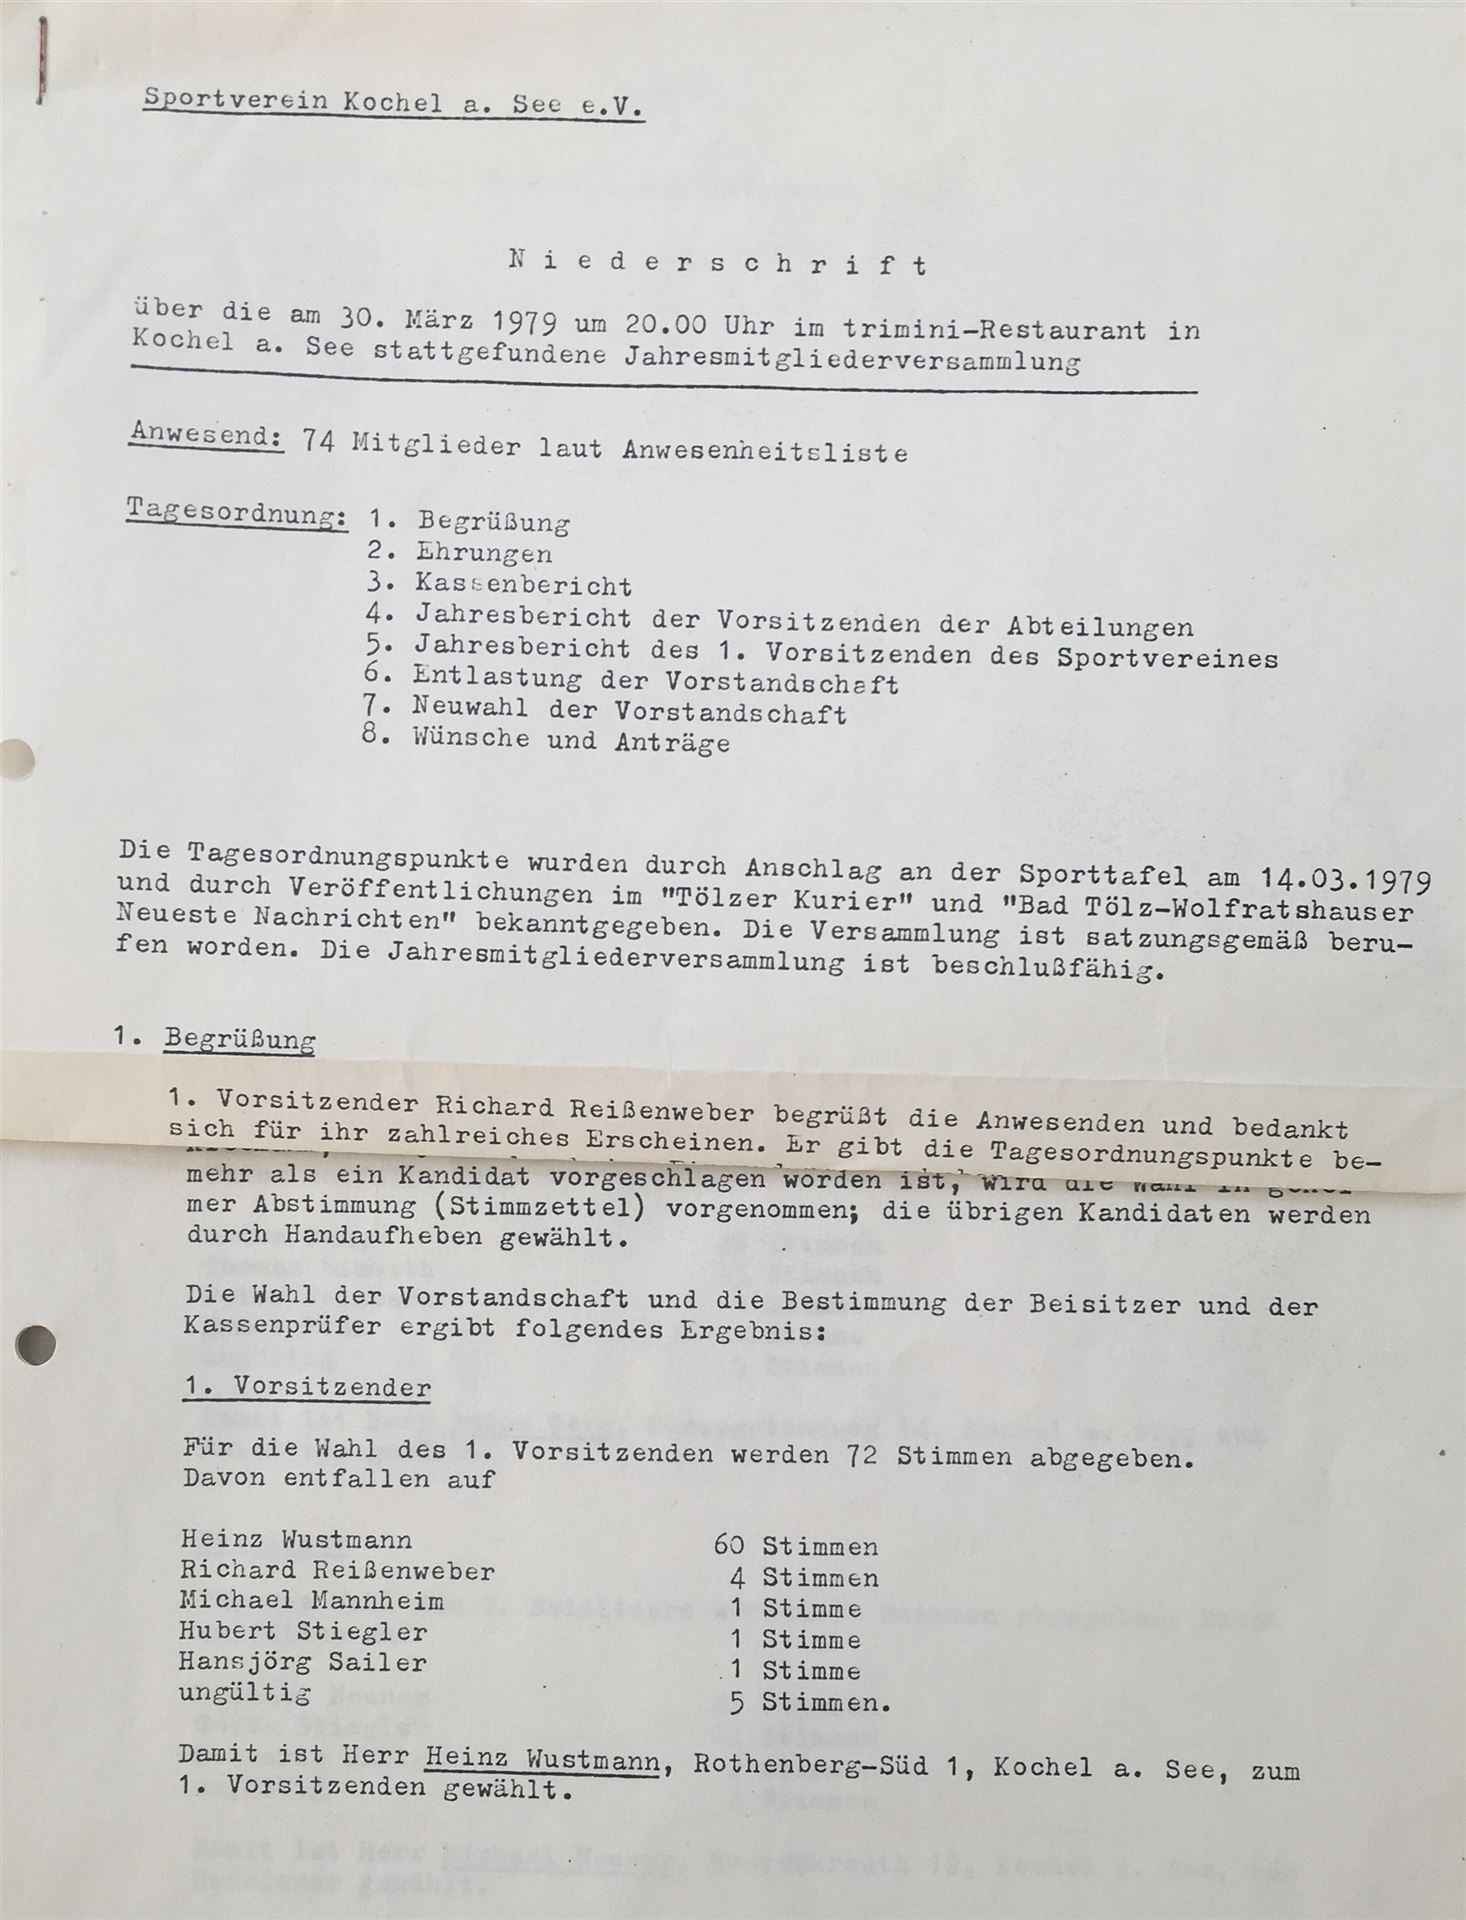 Sportverein Kochel a. See e.V.
Niederschrift
über die am 30. März 1979 um 20.00 Uhr im trimini-Restaurant in
Kochel a. See stattgefundene Jahresmitgliederversammlung
Anwesend: 74 Mitglieder laut Anwesenheitsliste
Tagesordnung: 1. Begrüßung
2. Ehrungen
3. Kassenbericht
4. Jahresbericht der Vorsitzenden der Abteilungen
5. Jahresbericht des 1. Vorsitzenden des Sportvereines
6. Entlastung der Vorstandschaft
7. Neuwahl der Vorstandschaft
8. Wünsche und Anträge
Die Tagesordnungspunkte wurden durch Anschlag an der Sporttafel am 14.03.1979
und durch Veröffentlichungen im "Tölzer Kurier" und "Bad Tölz-Wolfratshauser
Neueste Nachrichten" bekanntgegeben. Die Versammlung ist satzungsgemäß beru-
fen worden. Die Jahresmitgliederversammlung ist beschlußfähig.
1. Begrüßung
1. Vorsitzender Richard Reißenweber begrüßt die Anwesenden und bedankt
sich für ihr zahlreiches Erscheinen. Er gibt die Tagesordnungspunkte be-
mehr als ein Kandidat vorgeschlagen worden ist, wird die Wahl in gehei-
mer Abstimmung (Stimmzettel) vorgenommen; die übrigen Kandidaten werden
durch Handaufheben gewählt.
Die Wahl der Vorstandschaft und die Bestimmung der Beisitzer und der
Kassenprüfer ergibt folgendes Ergebnis:
1. Vorsitzender
Für die Wahl des 1. Vorsitzenden werden 72 Stimmen abgegeben.
Davon entfallen auf
Heinz Wustmann 60 Stimmen
Richard Reißenweber 4 Stimmen
Michael Mannheim 1 Stimme
Hubert Stiegler 1 Stimme
Hansjörg Sailer 1 Stimme
ungültig 5 Stimmen.
Damit ist Herr Heinz Wustmann, Rothenberg-Süd 1, Kochel a. See, zum
1. Vorsitzenden gewählt.